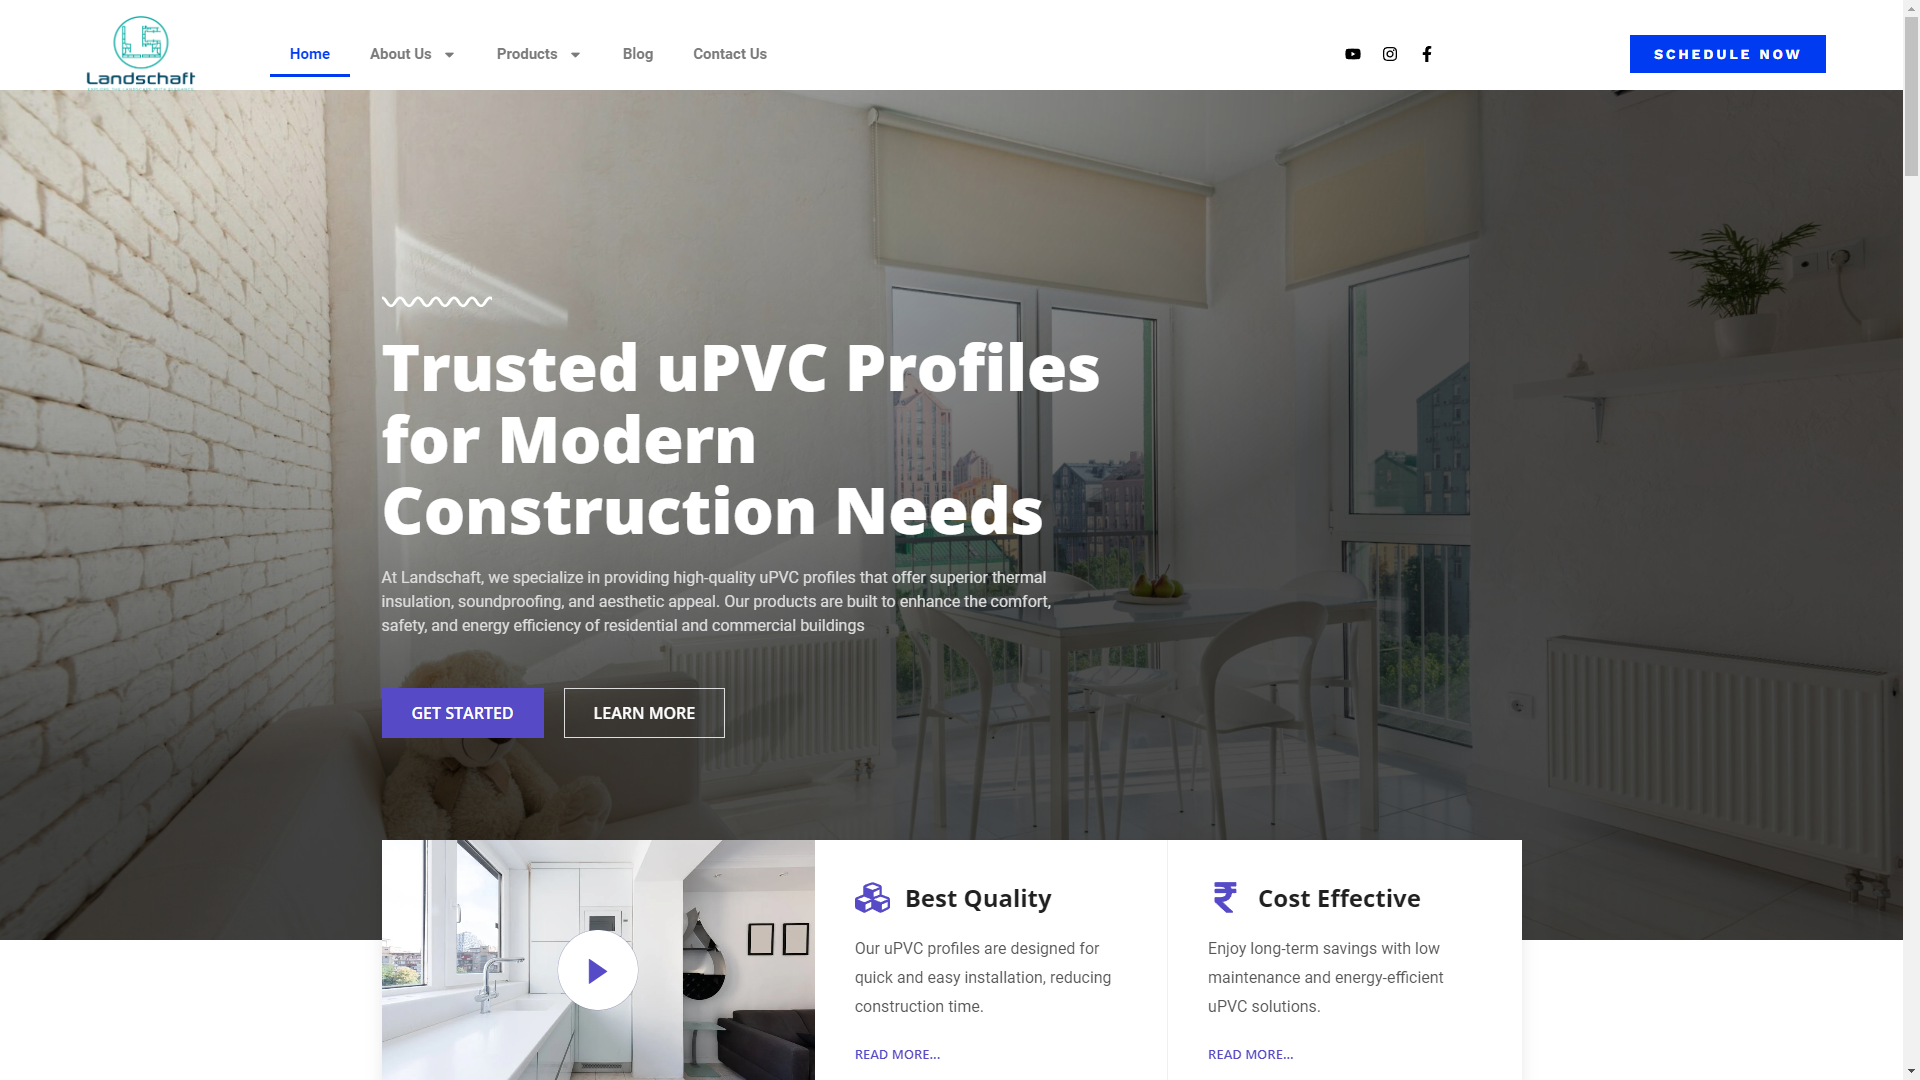 Landschaft
Home
About Us
Products
Blog
Contact Us
SCHEDULE NOW
Trusted uPVC Profiles
for Modern
Construction Needs
At Landschaft, we specialize in providing high-quality uPVC profiles that offer superior thermal
insulation, soundproofing, and aesthetic appeal. Our products are built to enhance the comfort,
safety, and energy efficiency of residential and commercial buildings
GET STARTED
LEARN MORE
Best Quality
Our uPVC profiles are designed for
quick and easy installation, reducing
construction time.
READ MORE...
Cost Effective
Enjoy long-term savings with low
maintenance and energy-efficient
uPVC solutions.
READ MORE...